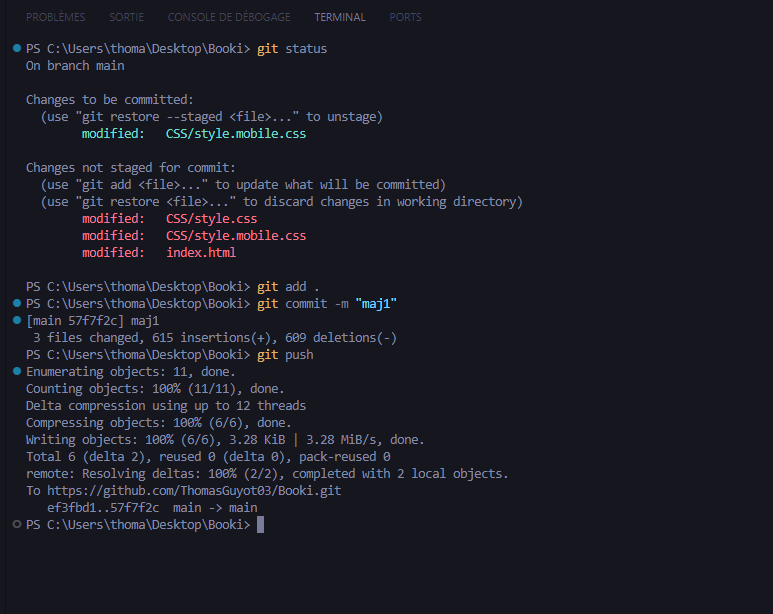 PROBLÈMES SORTIE CONSOLE DE DÉBOGAGE TERMINAL PORTS
PS C:\Users\thoma\Desktop\Booki> git status
On branch main
Changes to be committed:
  (use "git restore --staged <file>..." to unstage)
        modified:   CSS/style.mobile.css
Changes not staged for commit:
  (use "git add <file>..." to update what will be committed)
  (use "git restore <file>..." to discard changes in working directory)
        modified:   CSS/style.css
        modified:   CSS/style.mobile.css
        modified:   index.html
PS C:\Users\thoma\Desktop\Booki> git add .
PS C:\Users\thoma\Desktop\Booki> git commit -m "maj1"
[main 57f7f2c] maj1
 3 files changed, 615 insertions(+), 609 deletions(-)
PS C:\Users\thoma\Desktop\Booki> git push
Enumerating objects: 11, done.
Counting objects: 100% (11/11), done.
Delta compression using up to 12 threads
Compressing objects: 100% (6/6), done.
Writing objects: 100% (6/6), 3.28 KiB | 3.28 MiB/s, done.
Total 6 (delta 2), reused 0 (delta 0), pack-reused 0
remote: Resolving deltas: 100% (2/2), completed with 2 local objects.
To https://github.com/ThomasGuyot03/Booki.git
   ef3fbd1..57f7f2c  main -> main
PS C:\Users\thoma\Desktop\Booki>